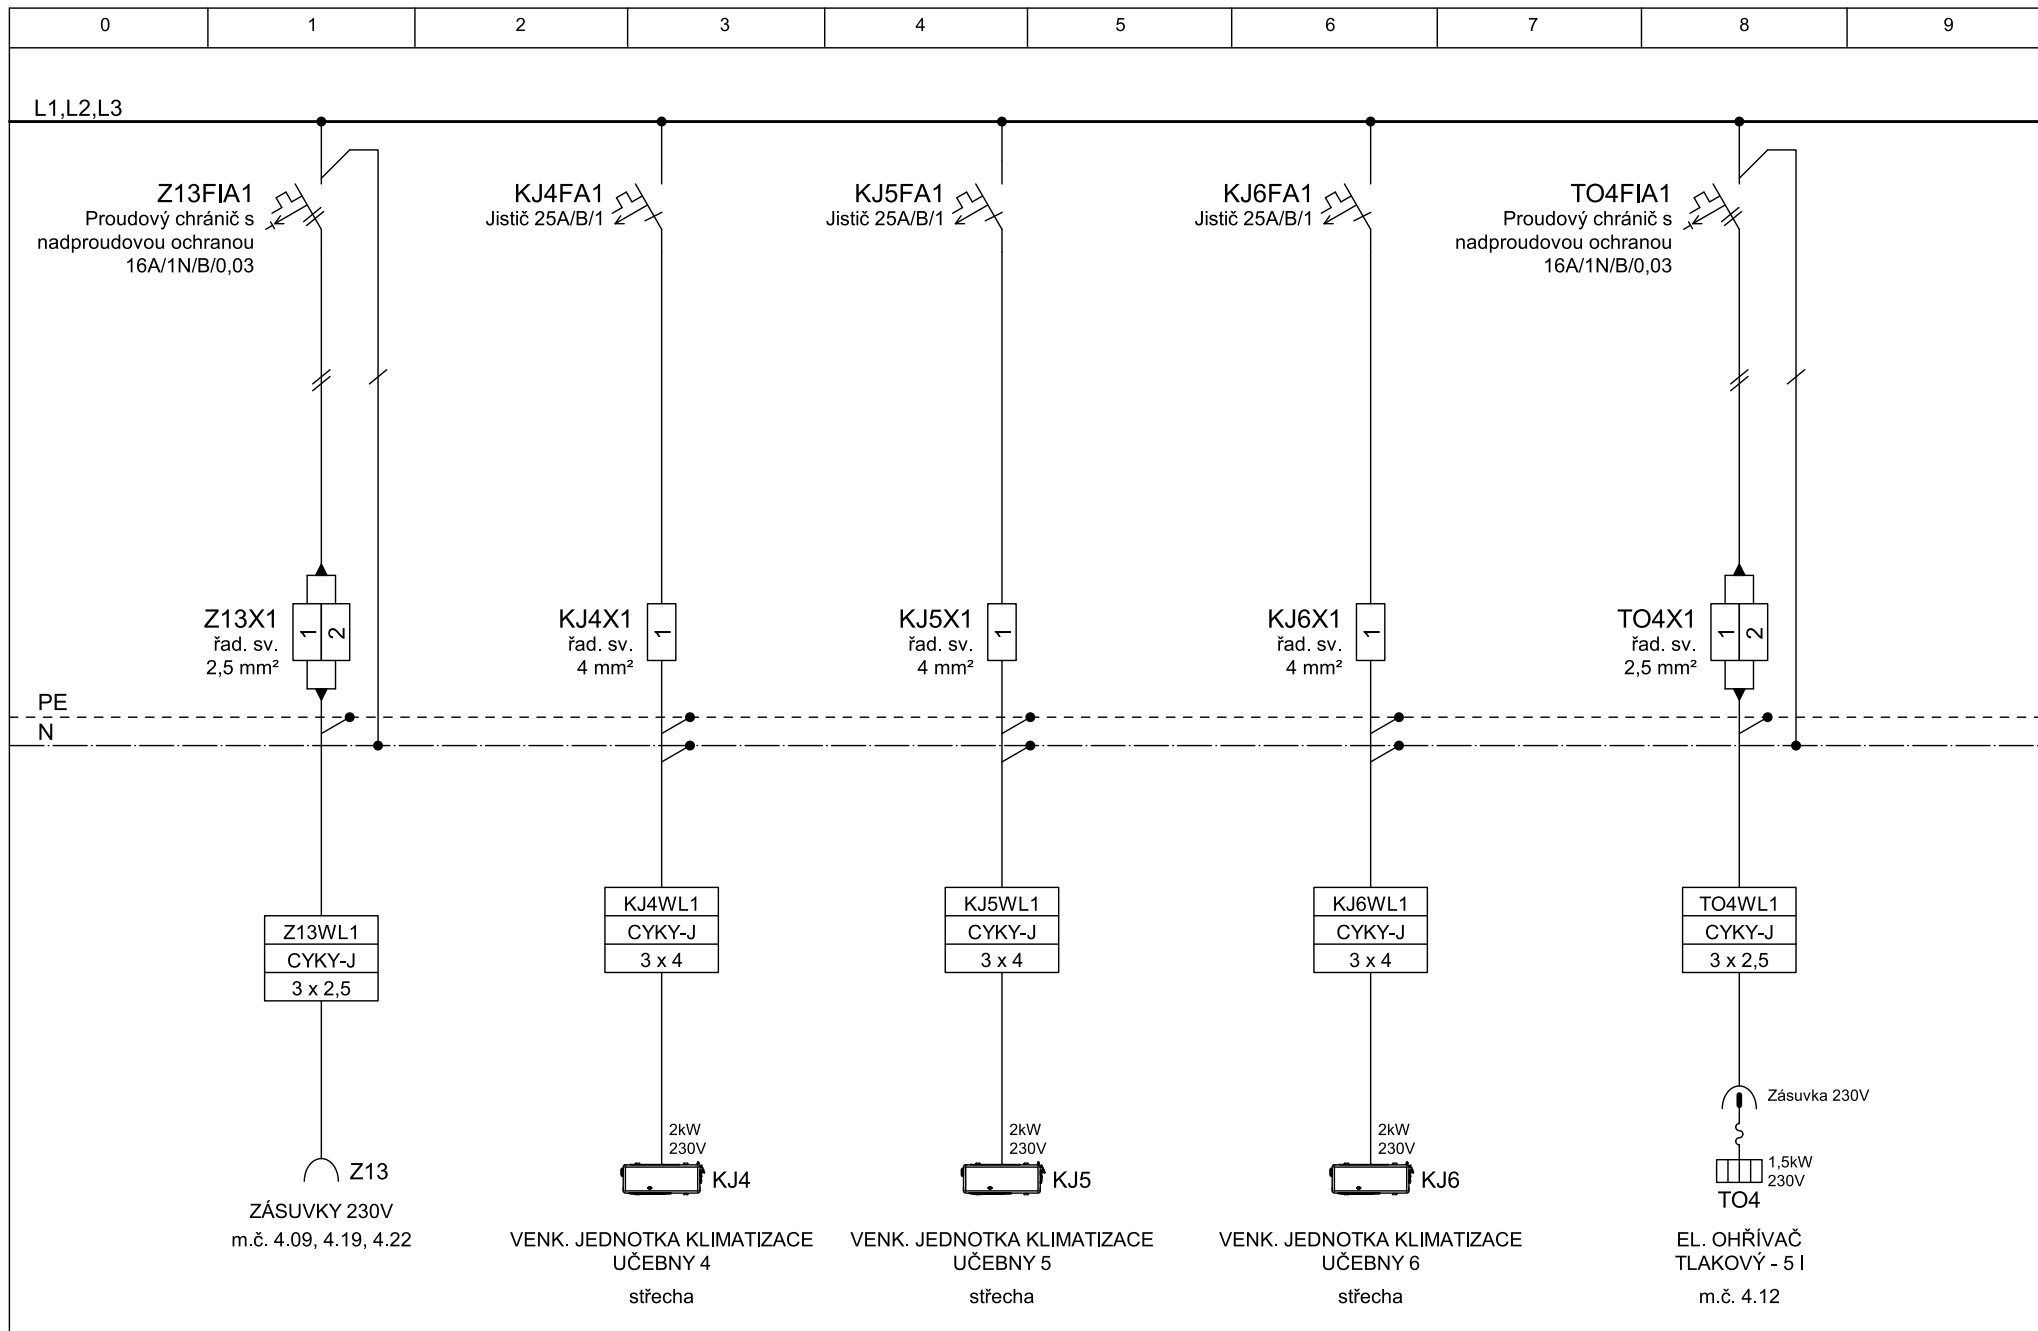 0 1 2 3 4 5 6 7 8 9
L1,L2,L3
Z13FIA1
Proudový chránič s
nadproudovou ochranou
16A/1N/B/0,03
KJ4FA1
Jistič 25A/B/1
KJ5FA1
Jistič 25A/B/1
KJ6FA1
Jistič 25A/B/1
TO4FIA1
Proudový chránič s
nadproudovou ochranou
16A/1N/B/0,03
Z13X1
řad. sv.
2,5 mm²
1 2
KJ4X1
řad. sv.
4 mm²
1
KJ5X1
řad. sv.
4 mm²
1
KJ6X1
řad. sv.
4 mm²
1
TO4X1
řad. sv.
2,5 mm²
1 2
PE
N
Z13WL1
CYKY-J
3 x 2,5
KJ4WL1
CYKY-J
3 x 4
KJ5WL1
CYKY-J
3 x 4
KJ6WL1
CYKY-J
3 x 4
TO4WL1
CYKY-J
3 x 2,5
Z13
ZÁSUVKY 230V
m.č. 4.09, 4.19, 4.22
2kW
230V
KJ4
VENK. JEDNOTKA KLIMATIZACE
UČEBNY 4
střecha
2kW
230V
KJ5
VENK. JEDNOTKA KLIMATIZACE
UČEBNY 5
střecha
2kW
230V
KJ6
VENK. JEDNOTKA KLIMATIZACE
UČEBNY 6
střecha
Zásuvka 230V
1,5kW
230V
TO4
EL. OHŘÍVAČ
TLAKOVÝ - 5 l
m.č. 4.12